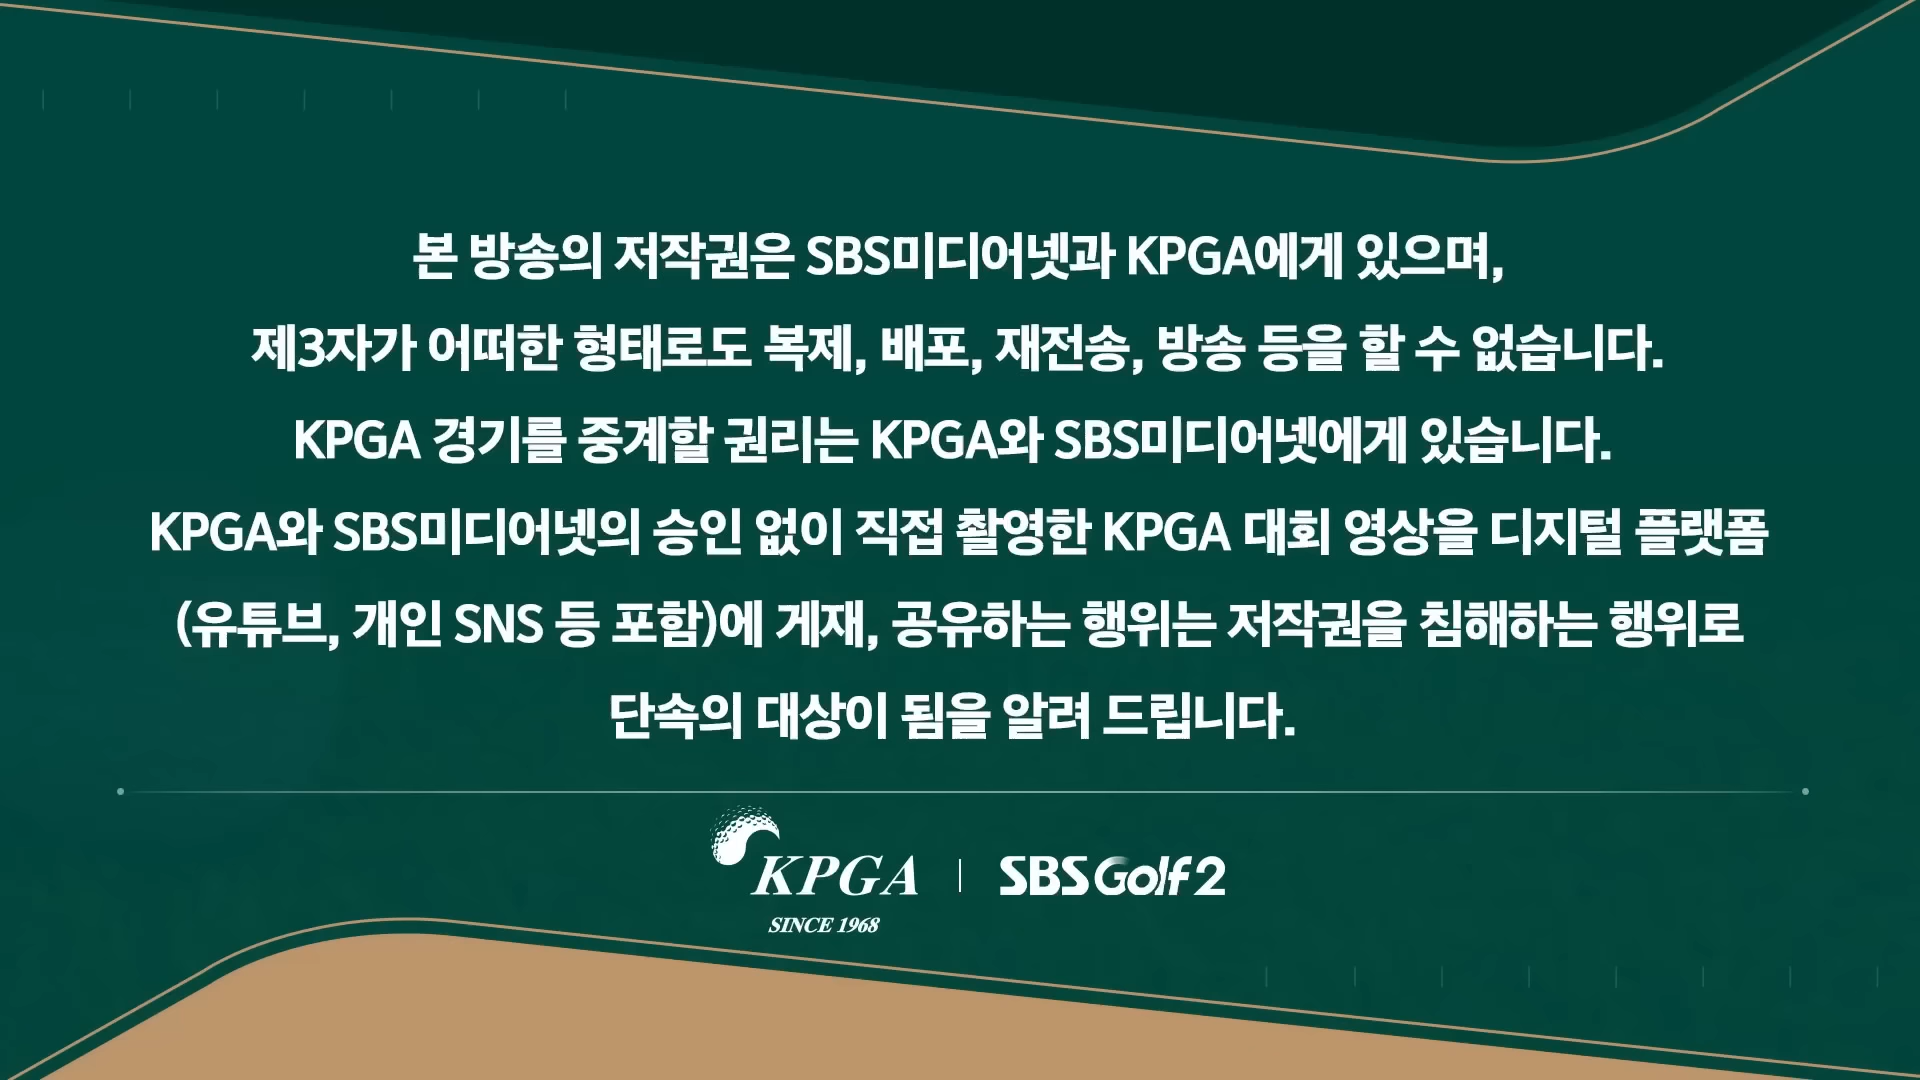 본 방송의 저작권은 SBS미디어넷과 KPGA에게 있으며,
제3자가 어떠한 형태로도 복제, 배포, 재전송, 방송 등을 할 수 없습니다.
KPGA 경기를 중계할 권리는 KPGA와 SBS미디어넷에게 있습니다.
KPGA와 SBS미디어넷의 승인 없이 직접 촬영한 KPGA 대회 영상을 디지털 플랫폼
(유튜브, 개인 SNS 등 포함)에 게재, 공유하는 행위는 저작권을 침해하는 행위로
단속의 대상이 됨을 알려 드립니다.
KPGA | SBS Golf 2
SINCE 1968